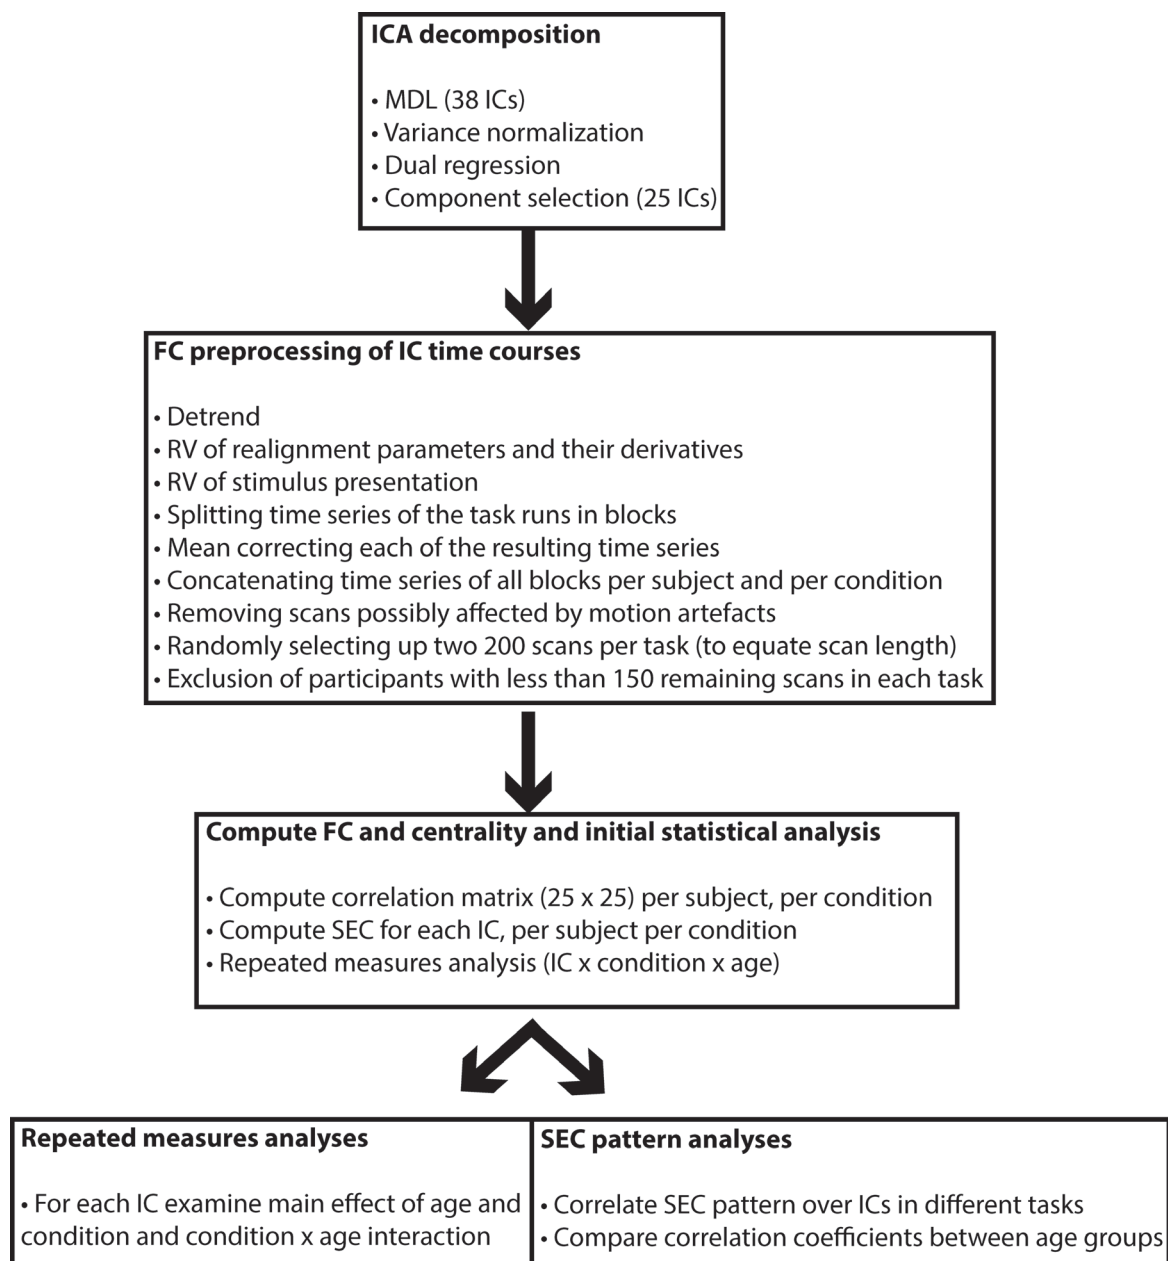 ICA decomposition
• MDL (38 ICs)
• Variance normalization
• Dual regression
• Component selection (25 ICs)
FC preprocessing of IC time courses
• Detrend
• RV of realignment parameters and their derivatives
• RV of stimulus presentation
• Splitting time series of the task runs in blocks
• Mean correcting each of the resulting time series
• Concatenating time series of all blocks per subject and per condition
• Removing scans possibly affected by motion artefacts
• Randomly selecting up two 200 scans per task (to equate scan length)
• Exclusion of participants with less than 150 remaining scans in each task
Compute FC and centrality and initial statistical analysis
• Compute correlation matrix (25 x 25) per subject, per condition
• Compute SEC for each IC, per subject per condition
• Repeated measures analysis (IC x condition x age)
Repeated measures analyses
• For each IC examine main effect of age and
condition and condition x age interaction
SEC pattern analyses
• Correlate SEC pattern over ICs in different tasks
• Compare correlation coefficients between age groups